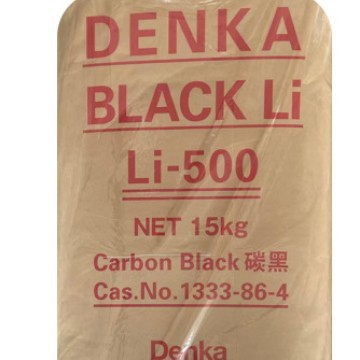 DENKA
BLACK Li
Li-500
NET 15kg
Carbon Black 碳黑
Cas.No.1333-86-4
Denka